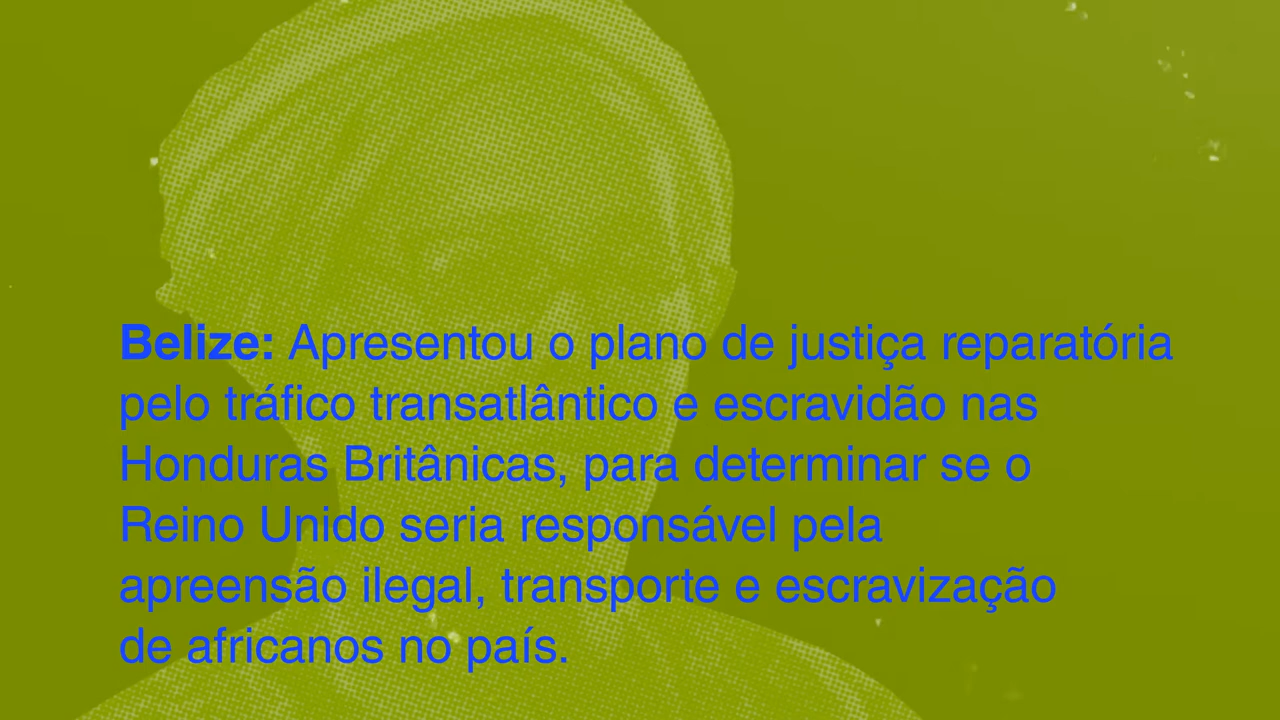 Belize: Apresentou o plano de justiça reparatória
pelo tráfico transatlântico e escravidão nas
Honduras Britânicas, para determinar se o
Reino Unido seria responsável pela
apreensão ilegal, transporte e escravização
de africanos no país.